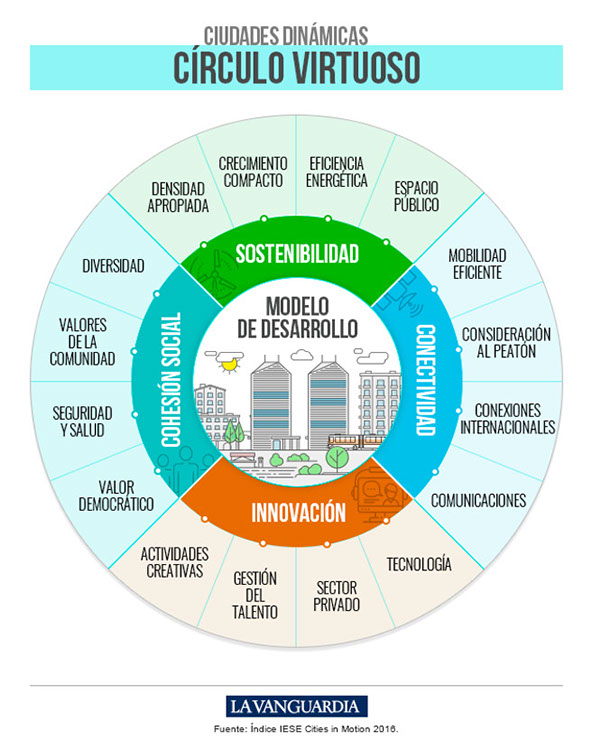 CIUDADES DINÁMICAS
CÍRCULO VIRTUOSO
DENSIDAD
APROPIADA
CRECIMIENTO
COMPACTO
EFICIENCIA
ENERGÉTICA
ESPACIO
PÚBLICO
SOSTENIBILIDAD
MOBILIDAD
EFICIENTE
CONSIDERACIÓN
AL PEATÓN
CONEXIONES
INTERNACIONALES
COMUNICACIONES
CONECTIVIDAD
TECNOLOGÍA
SECTOR
PRIVADO
GESTIÓN
DEL
TALENTO
ACTIVIDADES
CREATIVAS
INNOVACIÓN
VALOR
DEMOCRÁTICO
SEGURIDAD
Y SALUD
VALORES
DE LA
COMUNIDAD
DIVERSIDAD
COHESIÓN SOCIAL
MODELO
DE DESARROLLO
LA VANGUARDIA
Fuente: Índice IESE Cities in Motion 2016.